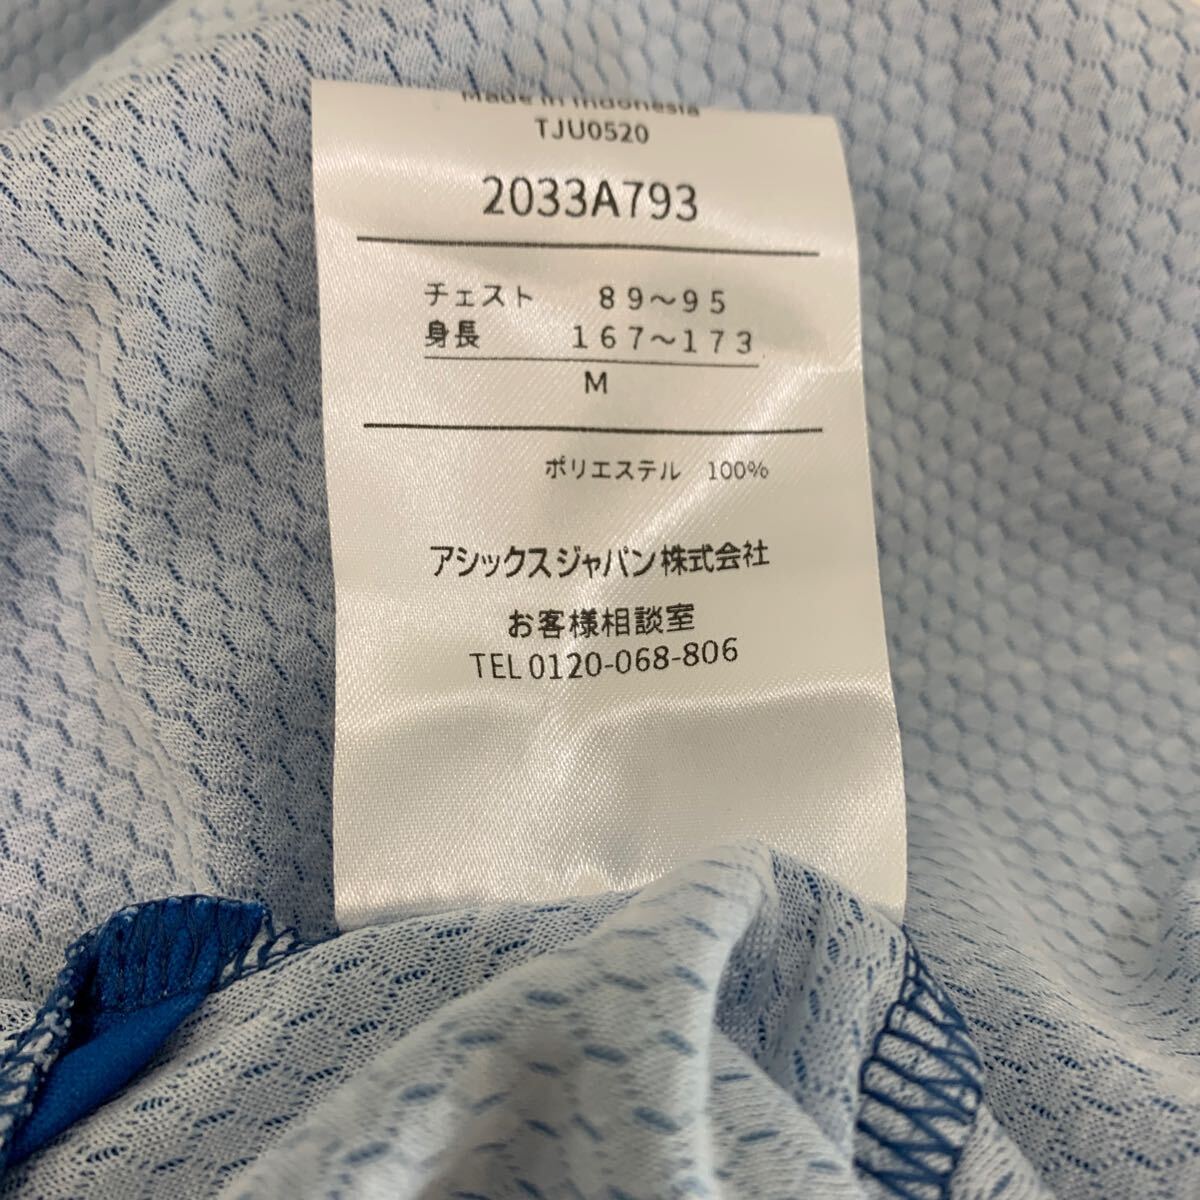 Made in Indonesia
TJU0520
2033A793
チェスト 89～95
身長 167～173
M
ポリエステル 100%
アシックスジャパン株式会社
お客様相談室
TEL 0120-068-806